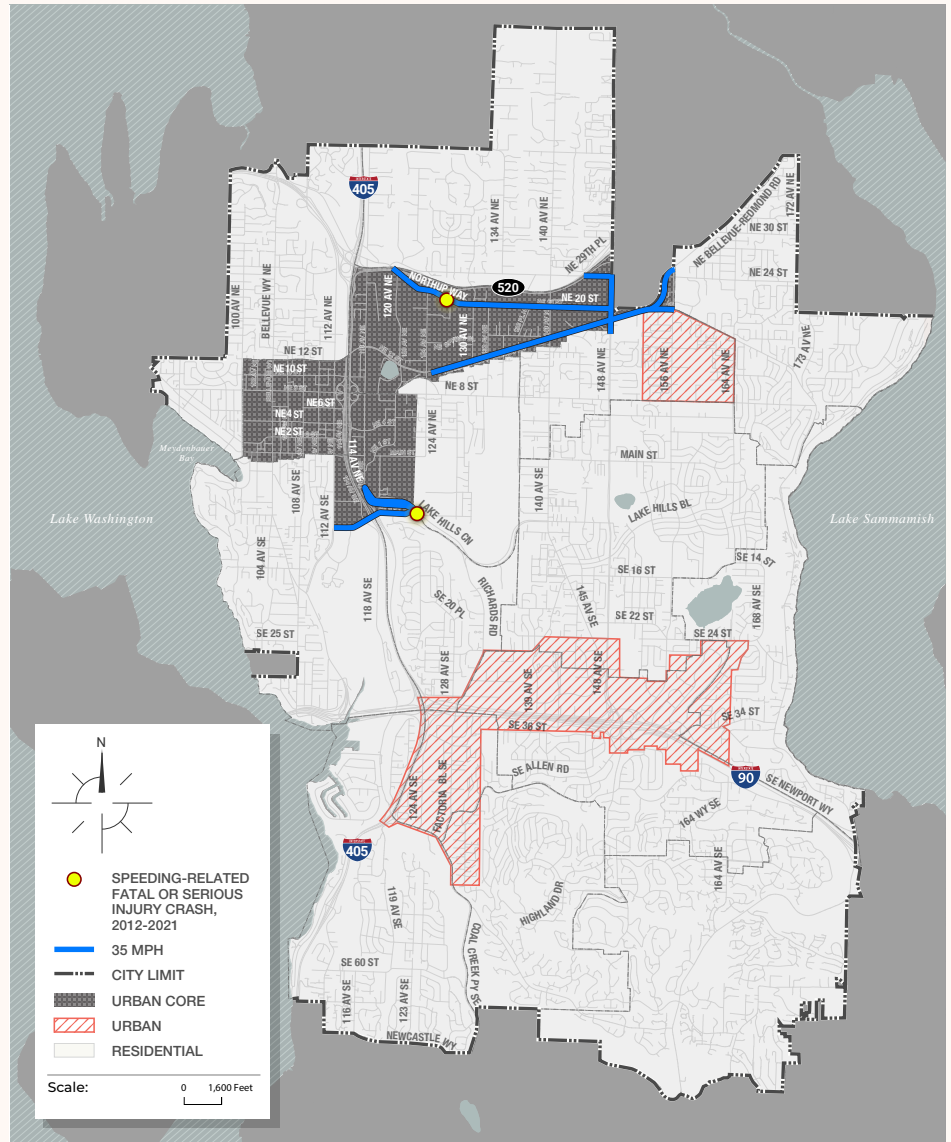 INTERSTATE
405
NE BELLEVUE-REDMOND RD
172 AV NE
134 AV NE
140 AV NE
NE 30 ST
NE 29TH PL
NE 24 ST
BELLEVUE WY NE
100 AV NE
112 AV NE
120 AV NE
NORTHUP WAY
520
NE 20 ST
130 AV NE
NE 12 ST
NE 10 ST
NE 8 ST
148 AV NE
156 AV NE
164 AV NE
173 AV NE
NE6 ST
NE4 ST
NE2 ST
124 AV NE
114 AV NE
Meydenbauer
Bay
MAIN ST
108 AV SE
112 AV SE
140 AV SE
LAKE HILLS CN
LAKE HILLS BL
Lake Washington
Lake Sammamish
104 AV SE
SE 14 ST
SE 16 ST
118 AV SE
SE 20 PL
RICHARDS RD
145 AV SE
SE 22 ST
168 AV SE
SE 25 ST
SE 24 ST
128 AV SE
139 AV SE
148 AV SE
SE 34 ST
SE 36 ST
SE ALLEN RD
90
SE NEWPORT WY
124 AV SE
FACTORIA BL SE
164 WY SE
INTERSTATE
405
164 AV SE
119 AV SE
HIGHLAND DR
COAL CREEK PY SE
SE 60 ST
116 AV SE
123 AV SE
NEWCASTLE WY
N
SPEEDING-RELATED
FATAL OR SERIOUS
INJURY CRASH,
2012-2021
35 MPH
CITY LIMIT
URBAN CORE
URBAN
RESIDENTIAL
Scale:
0 1,600 Feet